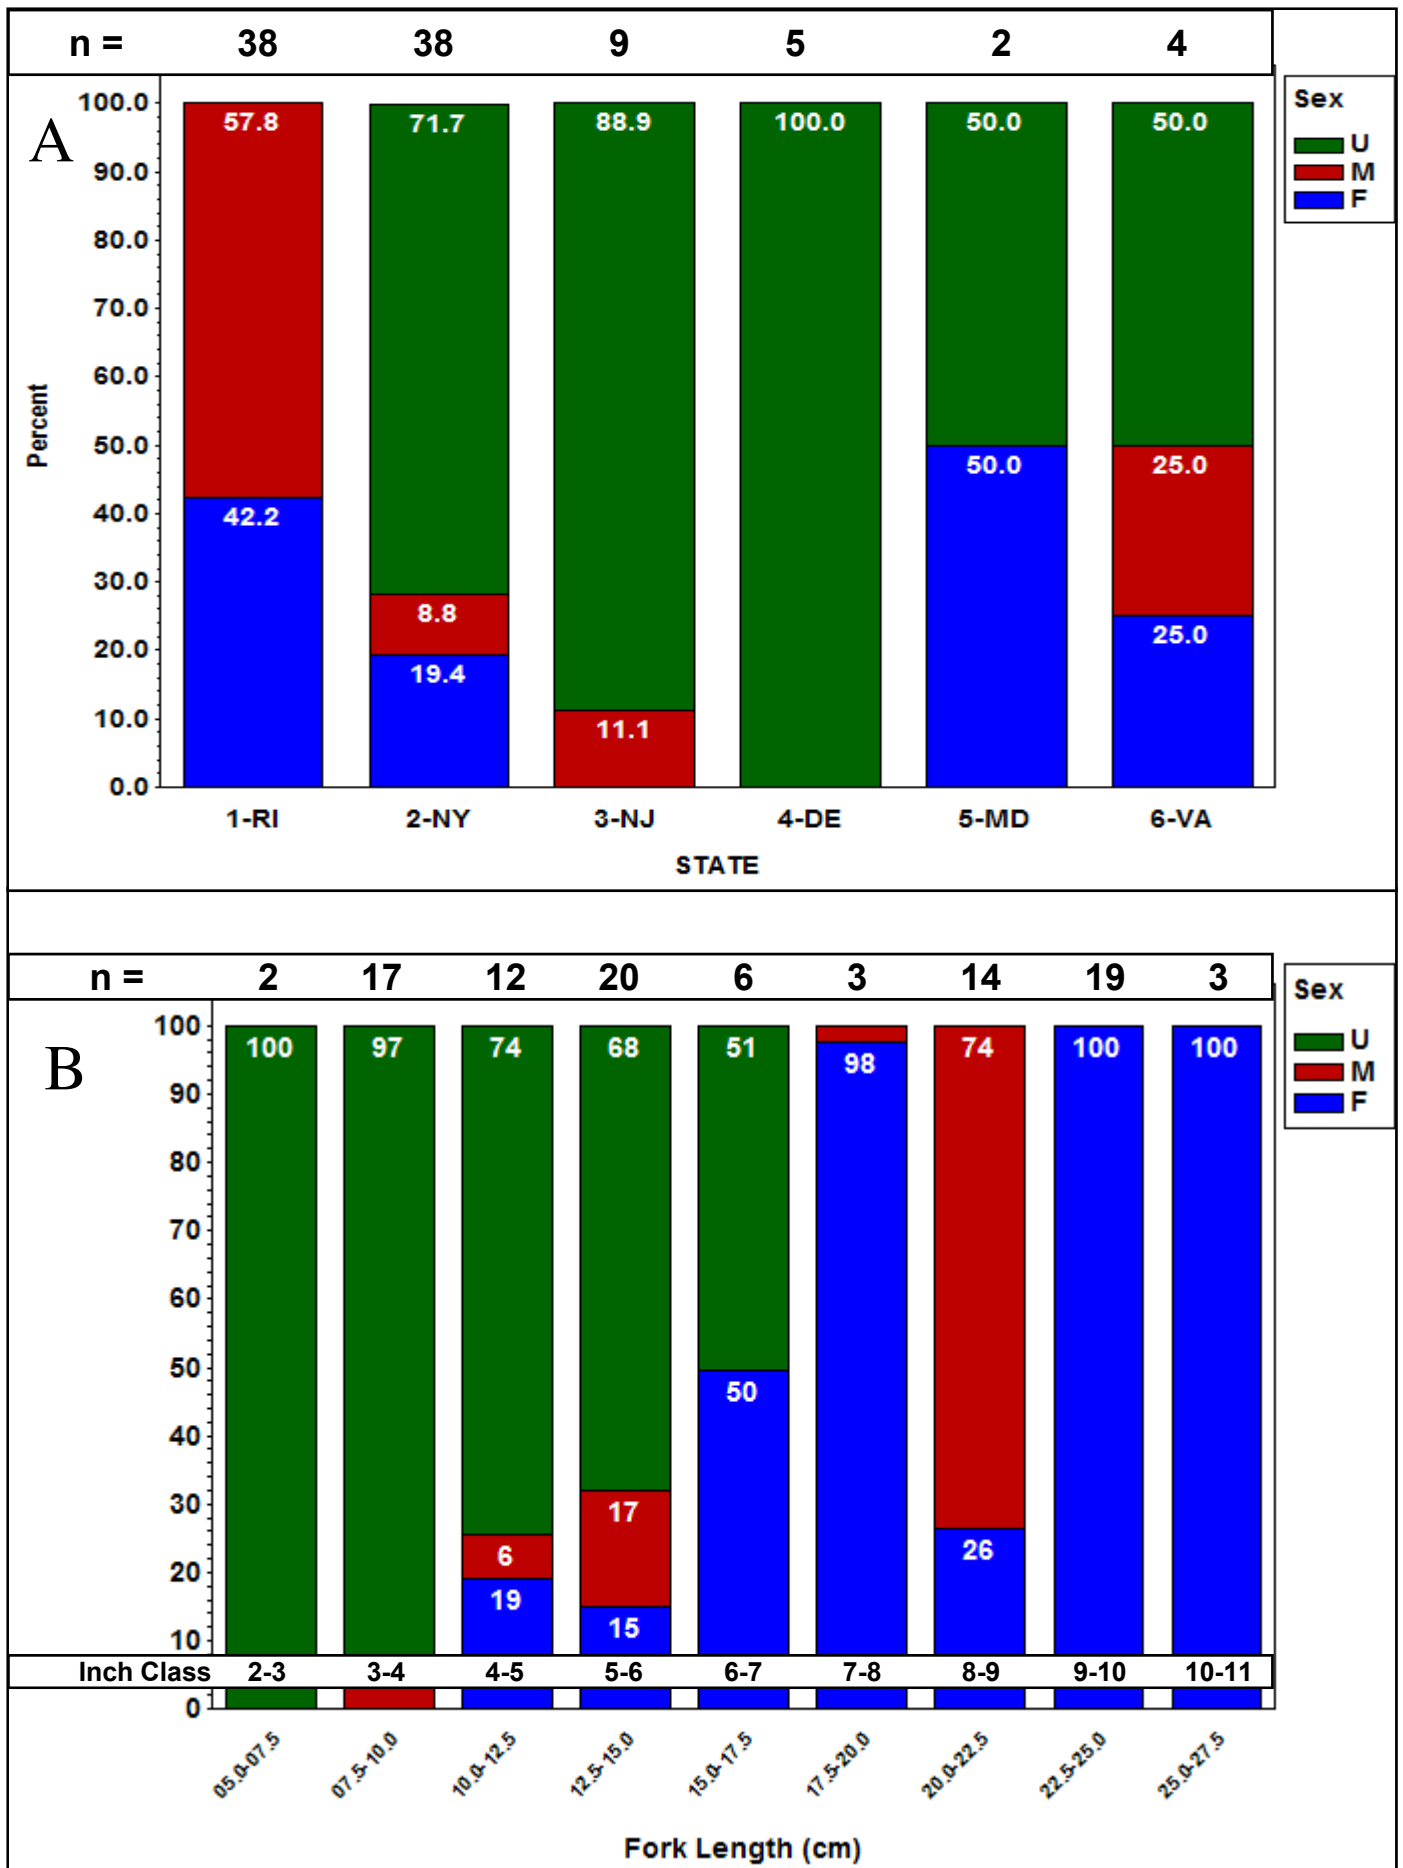 n = 38 38 9 5 2 4
A
Sex
U
M
F
100.0
90.0
80.0
70.0
60.0
50.0
40.0
30.0
20.0
10.0
0.0
Percent
57.8 71.7 88.9 100.0 50.0 50.0
42.2 8.8 19.4 11.1 50.0 25.0 25.0
1-RI 2-NY 3-NJ 4-DE 5-MD 6-VA
STATE
n = 2 17 12 20 6 3 14 19 3
B
Sex
U
M
F
100
90
80
70
60
50
40
30
20
10
0
100 97 74 68 51 98 74 100 100
6 19 17 15 50 26
Inch Class 2-3 3-4 4-5 5-6 6-7 7-8 8-9 9-10 10-11
05.0-07.5 07.5-10.0 10.0-12.5 12.5-15.0 15.0-17.5 17.5-20.0 20.0-22.5 22.5-25.0 25.0-27.5
Fork Length (cm)